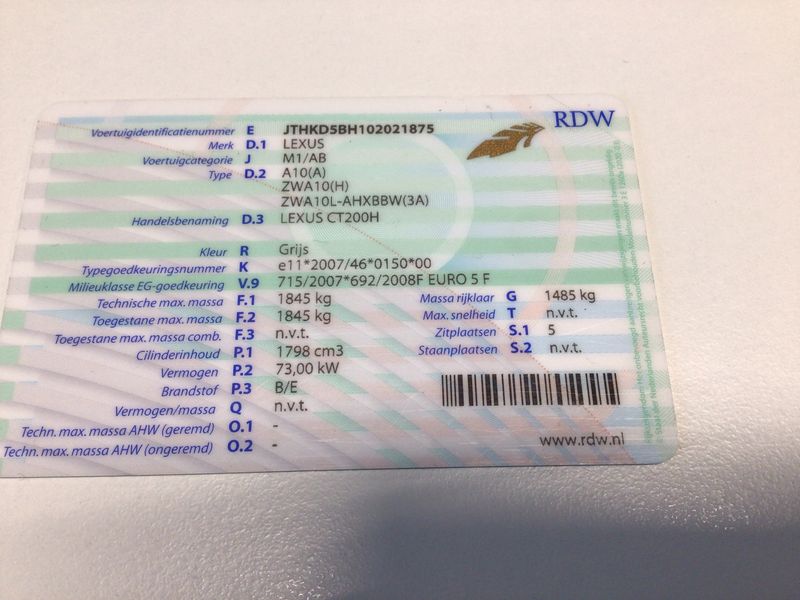 RDW
Voertuigidentificatienummer E JTHKD5BH102021875
Merk D.1 LEXUS
Voertuigcategorie J M1/AB
Type D.2 A10(A)
ZWA10(H)
ZWA10L-AHXBBW(3A)
Handelsbenaming D.3 LEXUS CT200H
Kleur R Grijs
Typegoedkeuringsnummer K e11*2007/46*0150*00
Milieuklasse EG-goedkeuring V.9 715/2007*692/2008F EURO 5 F
Technische max. massa F.1 1845 kg Massa rijklaar G 1485 kg
Toegestane max. massa F.2 1845 kg Max. snelheid T n.v.t.
Toegestane max. massa comb. F.3 n.v.t. Zitplaatsen S.1 5
Cilinderinhoud P.1 1798 cm3 Staanplaatsen S.2 n.v.t.
Vermogen P.2 73,00 kW
Brandstof P.3 B/E
Vermogen/massa Q n.v.t.
Techn. max. massa AHW (geremd) O.1 -
Techn. max. massa AHW (ongeremd) O.2 -
www.rdw.nl